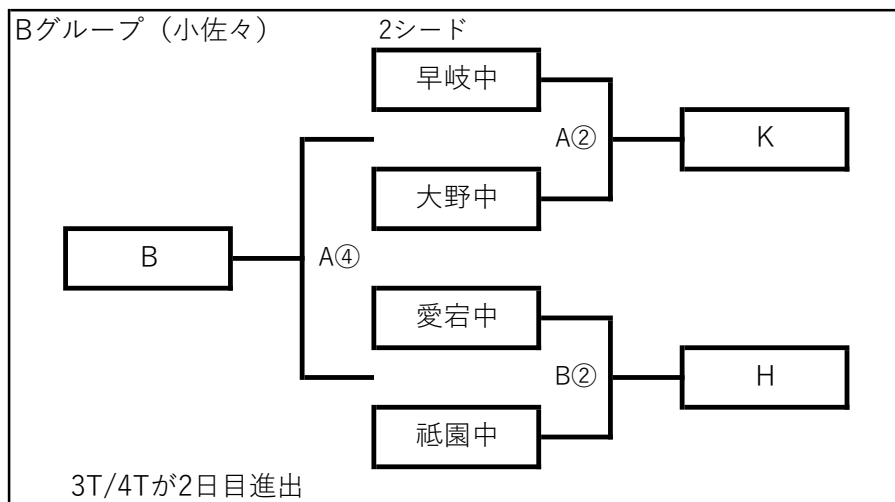 Bグループ（小佐々）
2シード
早岐中
A②
K
大野中
B
A④
愛宕中
B②
H
祇園中
3T/4Tが2日目進出